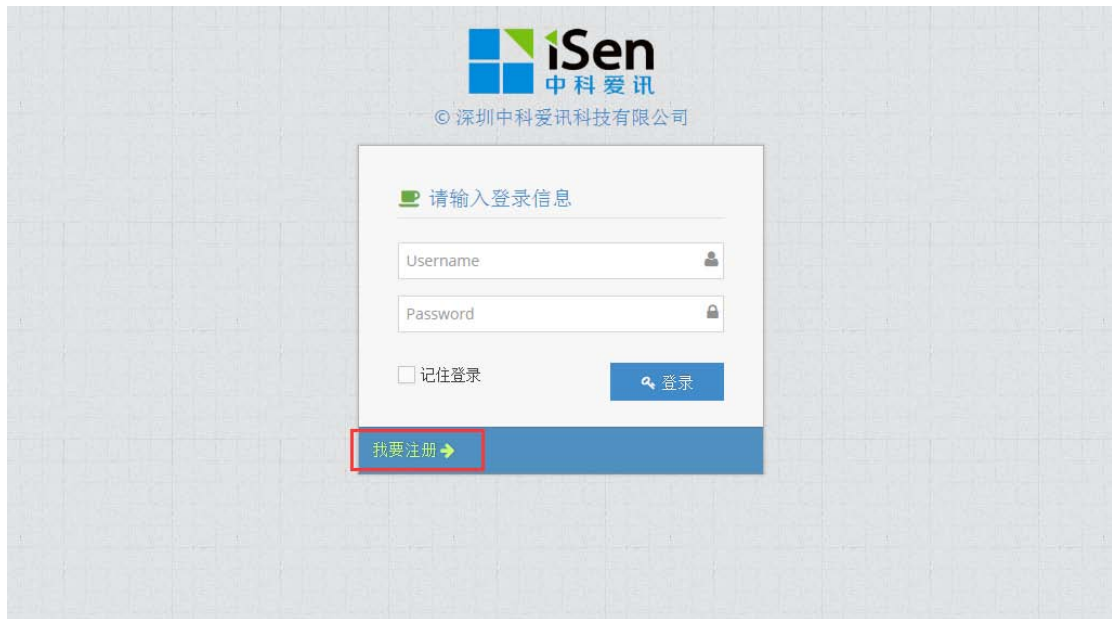 iSen
中科爱讯
© 深圳中科爱讯科技有限公司
请输入登录信息
Username
Password
记住登录
登录
我要注册